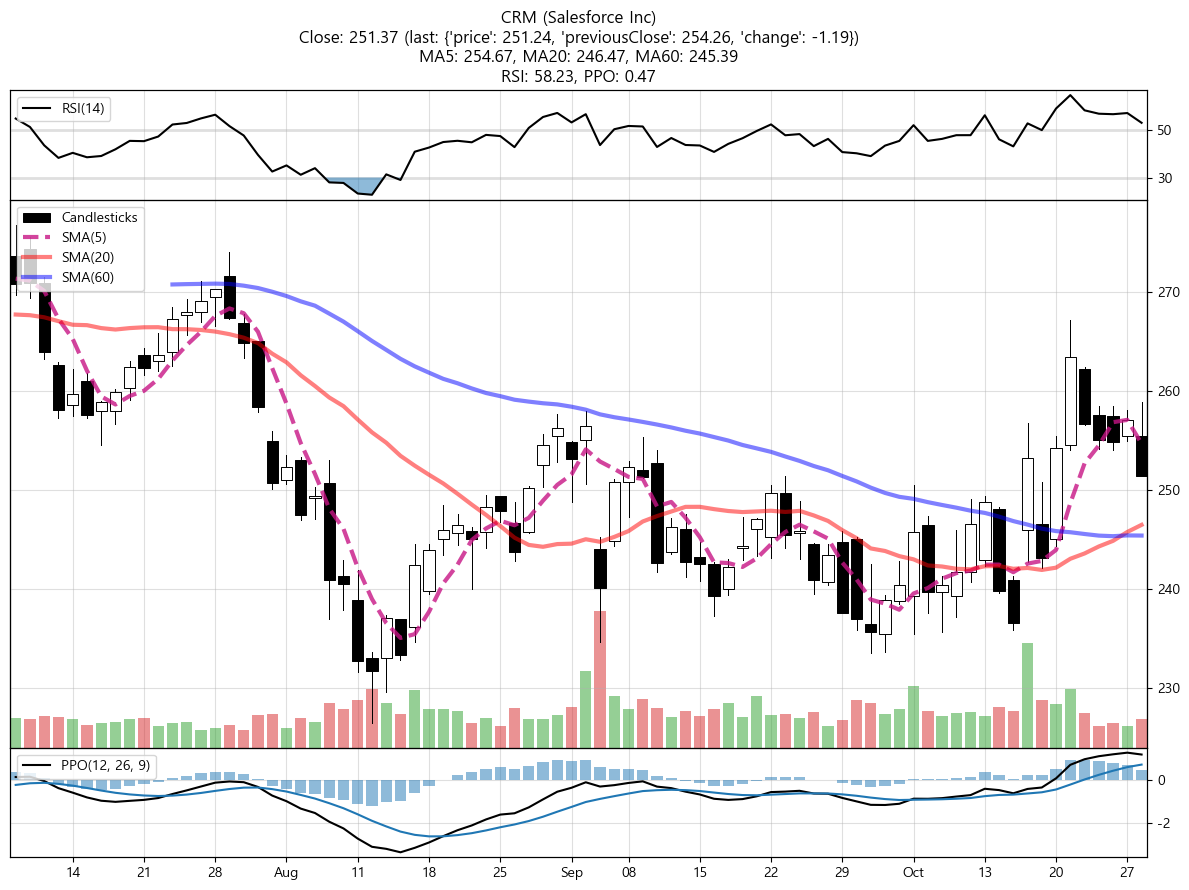 CRM (Salesforce Inc)
Close: 251.37 (last: {'price': 251.24, 'previousClose': 254.26, 'change': -1.19})
MA5: 254.67, MA20: 246.47, MA60: 245.39
RSI: 58.23, PPO: 0.47
RSI(14)
50
30
Candlesticks
SMA(5)
SMA(20)
SMA(60)
270
260
250
240
230
PPO(12, 26, 9)
0
-2
14 21 28 Aug 11 18 25 Sep 08 15 22 29 Oct 13 20 27